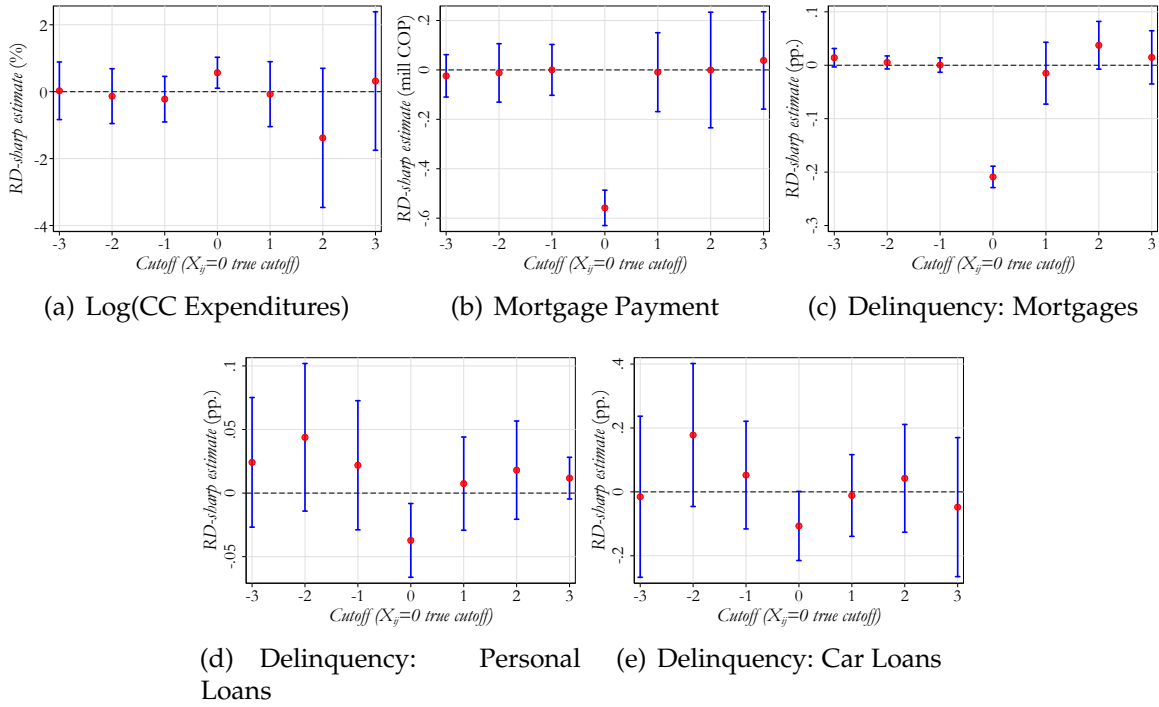 RD-sharp estimate (%)
2
0
-2
-4
-3 -2 -1 0 1 2 3
Cutoff (Xij=0 true cutoff)
(a) Log(CC Expenditures)
RD-sharp estimate (mill COP)
.2
0
-.2
-.4
-.6
-3 -2 -1 0 1 2 3
Cutoff (Xij=0 true cutoff)
(b) Mortgage Payment
RD-sharp estimate (pp.)
.1
0
-.1
-.2
-.3
-3 -2 -1 0 1 2 3
Cutoff (Xij=0 true cutoff)
(c) Delinquency: Mortgages
RD-sharp estimate (pp.)
.1
.05
0
-.05
-3 -2 -1 0 1 2 3
Cutoff (Xij=0 true cutoff)
(d) Delinquency: Personal
Loans
RD-sharp estimate (pp.)
.4
.2
0
-.2
-3 -2 -1 0 1 2 3
Cutoff (Xij=0 true cutoff)
(e) Delinquency: Car Loans